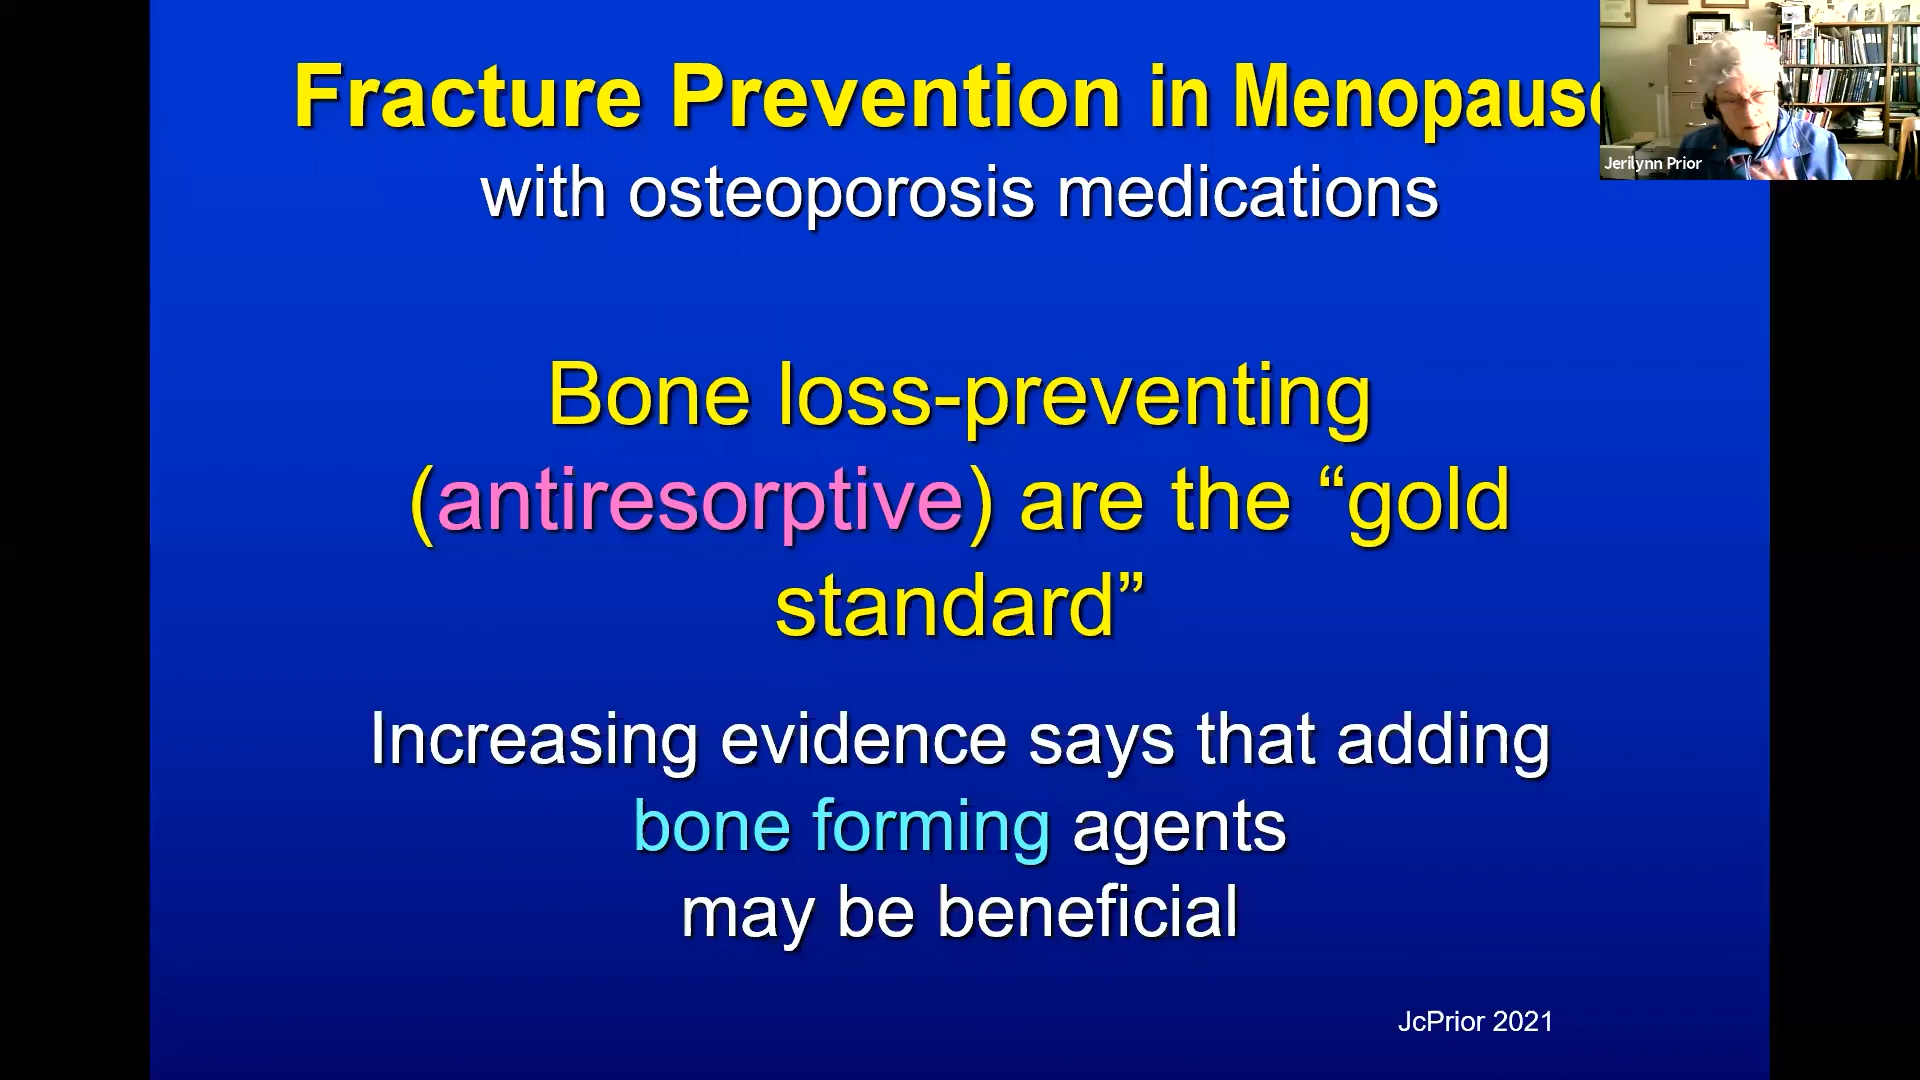 Fracture Prevention in Menopause
with osteoporosis medications
Jerilynn Prior
Bone loss-preventing
(antiresorptive) are the “gold
standard”
Increasing evidence says that adding
bone forming agents
may be beneficial
JcPrior 2021